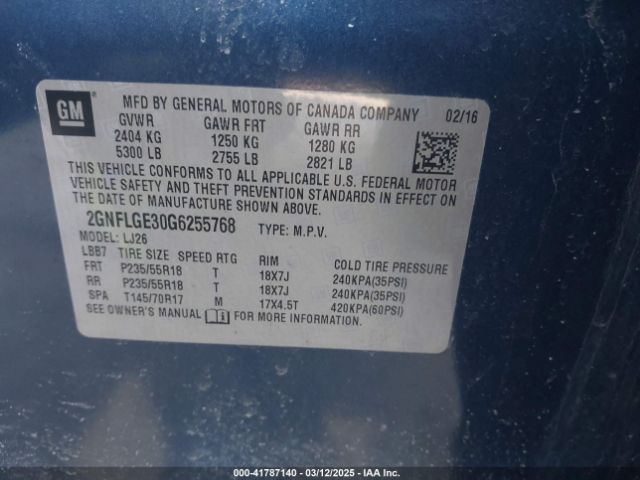 GM
MFD BY GENERAL MOTORS OF CANADA COMPANY 02/16
GVWR GAWR FRT GAWR RR
2404 KG 1250 KG 1280 KG
5300 LB 2755 LB 2821 LB
THIS VEHICLE CONFORMS TO ALL APPLICABLE U.S. FEDERAL MOTOR
VEHICLE SAFETY AND THEFT PREVENTION STANDARDS IN EFFECT ON
THE DATE OF MANUFACTURE SHOWN ABOVE.
2GNFLGE30G6255768 TYPE: M.P.V.
MODEL: LJ26
LBB7 TIRE SIZE SPEED RTG RIM COLD TIRE PRESSURE
FRT P235/55R18 T 18X7J 240KPA(35PSI)
RR P235/55R18 T 18X7J 240KPA(35PSI)
SPA T145/70R17 M 17X4.5T 420KPA(60PSI)
SEE OWNER'S MANUAL FOR MORE INFORMATION.
000-41787140 - 03/12/2025 - IAA Inc.